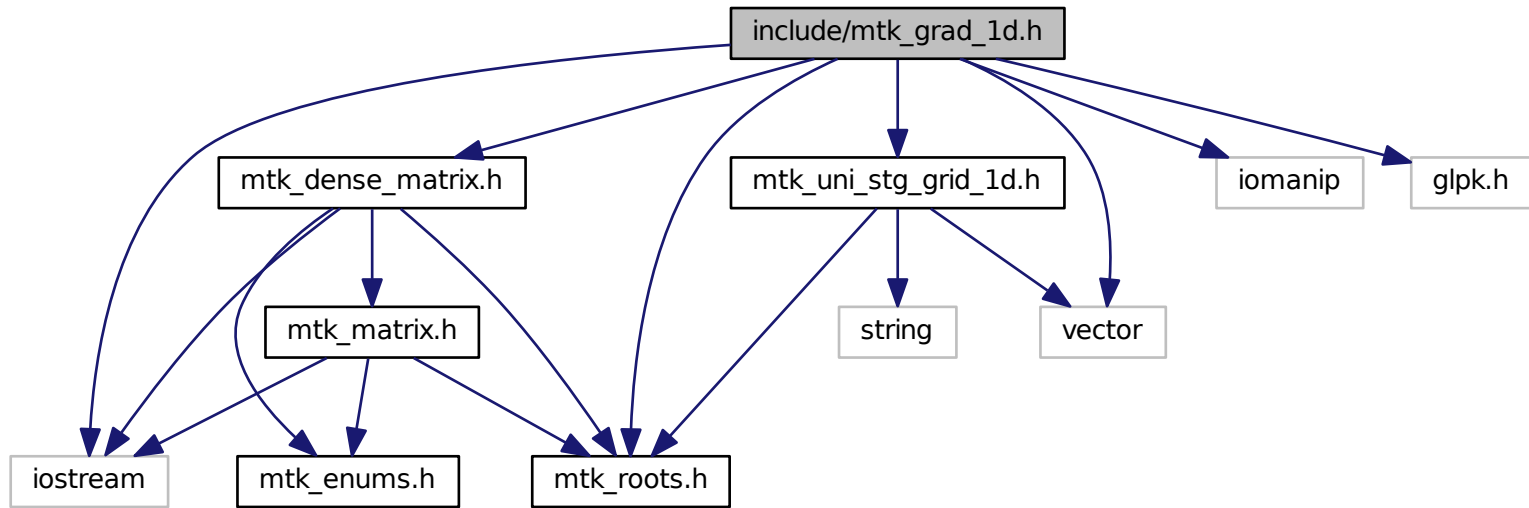 include/mtk_grad_1d.h
mtk_dense_matrix.h
mtk_uni_stg_grid_1d.h
iomanip
glpk.h
mtk_matrix.h
string
vector
iostream
mtk_enums.h
mtk_roots.h